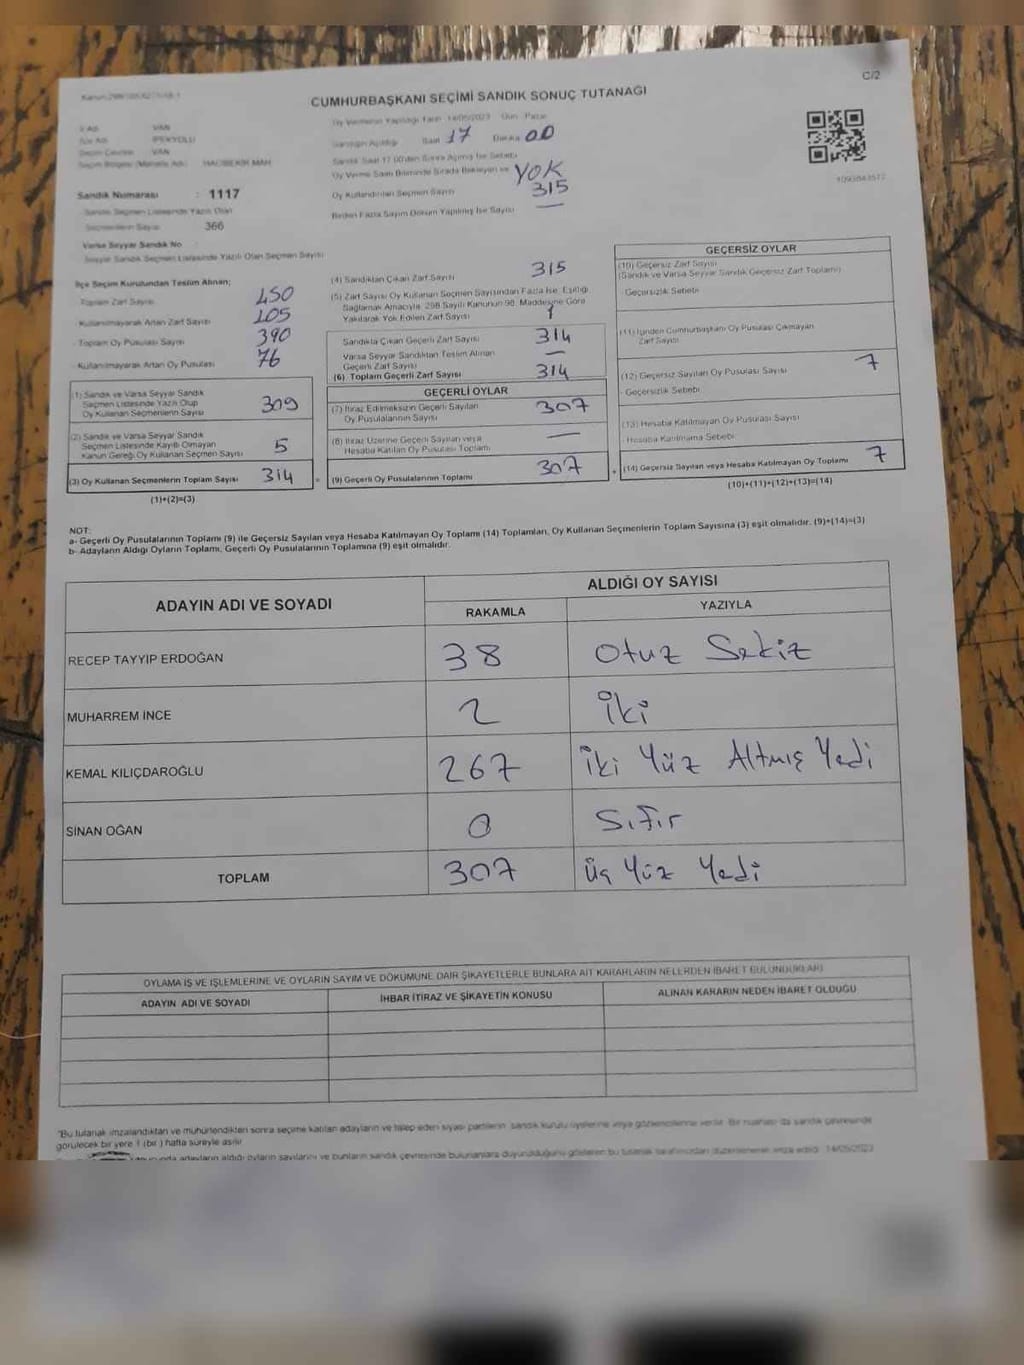 C/2
CUMHURBAŞKANI SEÇİMİ SANDIK SONUÇ TUTANAĞI
İl Adı VAN
İlçe Adı İPEKYOLU
Seçim Çevresi VAN
Seçim Bölgesi (Mahalle Adı) HACIBEKİR MAH
Sandık Numarası : 1117
Sandık Seçmen Listesinde Yazılı Olan
Seçmenlerin Sayısı 366
Varsa Seyyar Sandık No
Seyyar Sandık Seçmen Listesinde Yazılı Olan Seçmen Sayısı
Oy Vermenin Yapıldığı Tarih 14/05/2023 Gün Pazar
Sandığın Açıldığı Saat 17 Dakika 00
Sandık Saat 17.00'den Sonra Açılmış İse Sebebi
Oy Verme Saati Bitiminde Sırada Bekleyen ve YOK
Oy Kullandırılan Seçmen Sayısı 315
Birden Fazla Sayım Döküm Yapılmış İse Sayısı —
İlçe Seçim Kurulundan Teslim Alınan;
Toplam Zarf Sayısı 450
- Kullanılmayarak Artan Zarf Sayısı 105
- Toplam Oy Pusulası Sayısı 390
- Kullanılmayarak Artan Oy Pusulası 76
(1) Sandık ve Varsa Seyyar Sandık
Seçmen Listesinde Yazılı Olup
Oy Kullanan Seçmenlerin Sayısı 309
(2) Sandık ve Varsa Seyyar Sandık
Seçmen Listesinde Kayıtlı Olmayan
Kanun Gereği Oy Kullanan Seçmen Sayısı 5
(3) Oy Kullanan Seçmenlerin Toplam Sayısı 314
(1)+(2)=(3)
(4) Sandıktan Çıkan Zarf Sayısı 315
(5) Zarf Sayısı Oy Kullanan Seçmen Sayısından Fazla İse, Eşitliği
Sağlamak Amacıyla, 298 Sayılı Kanunun 98. Maddesine Göre
Yakılarak Yok Edilen Zarf Sayısı 1
Sandıkta Çıkan Geçerli Zarf Sayısı 314
Varsa Seyyar Sandıktan Teslim Alınan
Geçerli Zarf Sayısı —
(6) Toplam Geçerli Zarf Sayısı 314
GEÇERLİ OYLAR
(7) İtiraz Edilmeksizin Geçerli Sayılan
Oy Pusulalarının Sayısı 307
(8) İtiraz Üzerine Geçerli Sayılan veya
Hesaba Katılan Oy Pusulası Toplamı —
(9) Geçerli Oy Pusulalarının Toplamı 307
GEÇERSİZ OYLAR
(10) Geçersiz Zarf Sayısı
(Sandık ve Varsa Seyyar Sandık Geçersiz Zarf Toplamı)
- Geçersizlik Sebebi
(11) İçinden Cumhurbaşkanı Oy Pusulası Çıkmayan
Zarf Sayısı
(12) Geçersiz Sayılan Oy Pusulası Sayısı 7
- Geçersizlik Sebebi
(13) Hesaba Katılmayan Oy Pusulası Sayısı
- Hesaba Katılmama Sebebi
(14) Geçersiz Sayılan veya Hesaba Katılmayan Oy Toplamı 7
(10)+(11)+(12)+(13)=(14)
NOT:
a- Geçerli Oy Pusulalarının Toplamı (9) ile Geçersiz Sayılan veya Hesaba Katılmayan Oy Toplamı (14) Toplamları, Oy Kullanan Seçmenlerin Toplam Sayısına (3) eşit olmalıdır. (9)+(14)=(3)
b- Adayların Aldığı Oyların Toplamı, Geçerli Oy Pusulalarının Toplamına (9) eşit olmalıdır.
ADAYIN ADI VE SOYADI ALDIĞI OY SAYISI
RAKAMLA YAZIYLA
RECEP TAYYIP ERDOĞAN 38 Otuz Sekiz
MUHARREM İNCE 2 İki
KEMAL KILIÇDAROĞLU 267 İki Yüz Altmış Yedi
SİNAN OĞAN 0 Sıfır
TOPLAM 307 Üç Yüz Yedi
OYLAMA İŞ VE İŞLEMLERİNE VE OYLARIN SAYIM VE DÖKÜMÜNE DAİR ŞİKAYETLERLE BUNLARA AİT KARARLARIN NELERDEN İBARET BULUNDUKLARI
ADAYIN ADI VE SOYADI İHBAR İTİRAZ VE ŞİKAYETİN KONUSU ALINAN KARARIN NEDEN İBARET OLDUĞU
"Bu tutanak imzalandıktan ve mühürlendikten sonra seçime katılan adayların ve talep eden siyasi partilerin sandık kurulu üyelerine veya gözlemcilerine verilir. Bir nüshası da sandık çevresinde
görülecek bir yere 1 (bir) hafta süreyle asılır.
adayların aldığı oyların sayılarını ve bunların sandık çevresinde bulunanlara duyurulduğunu gösteren bu tutanak tarafımızdan düzenlenerek imza edildi. 14/05/2023